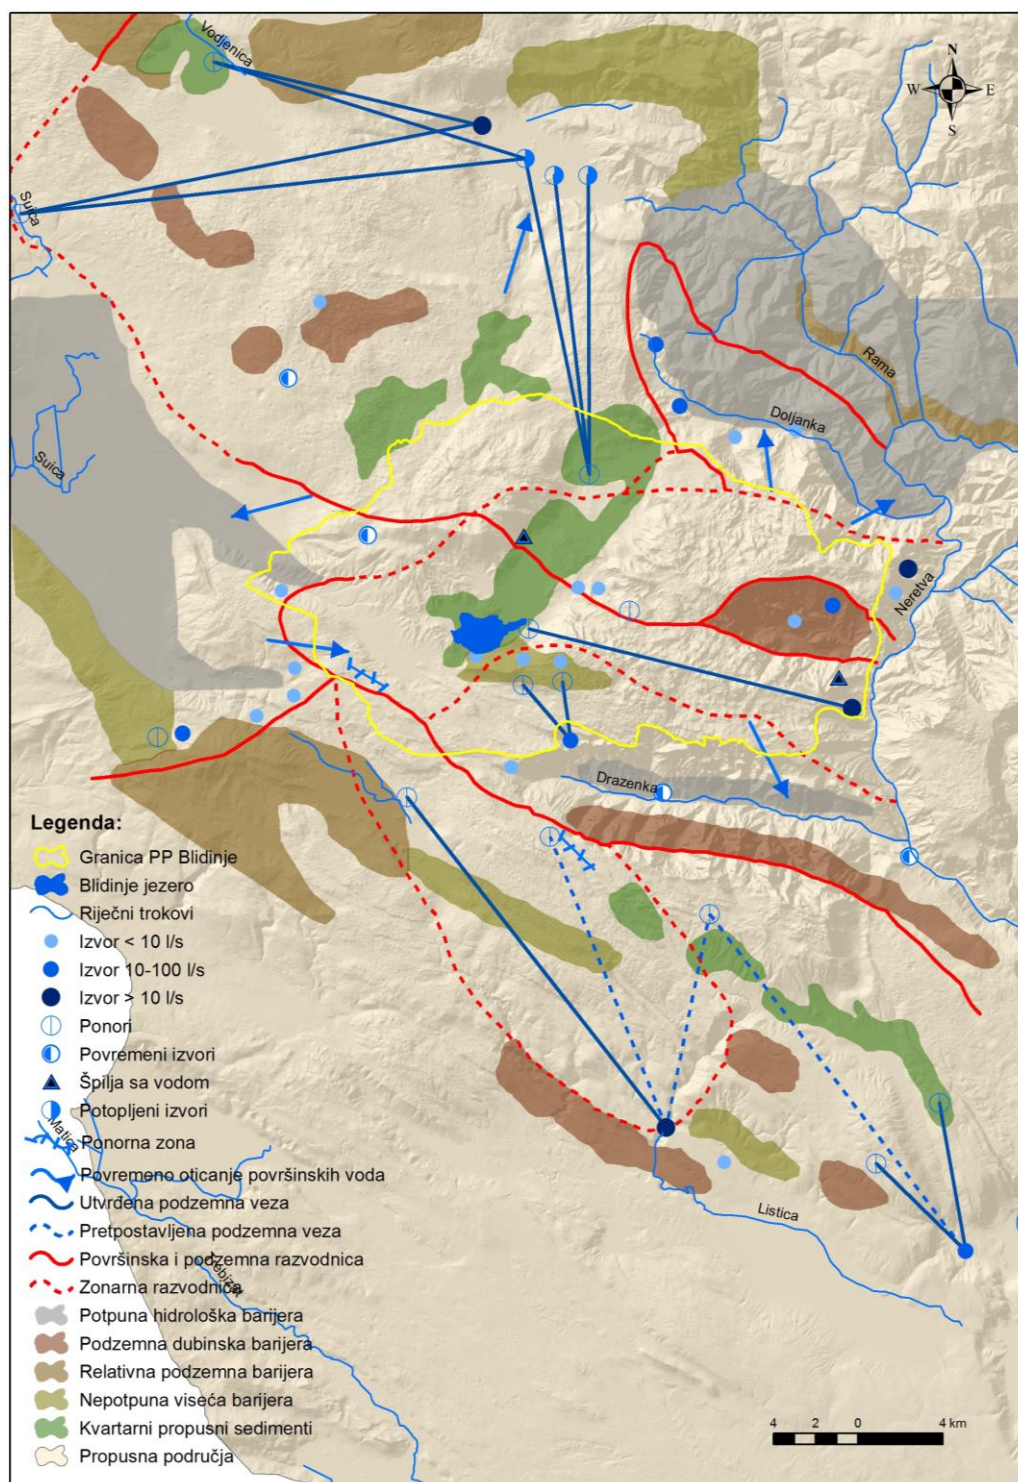 Vodjenica
N
W E
S
Suica
Rama
Doljanka
Suica
Neretva
Drazenka
Legenda:
Granica PP Blidinje
Blidinje jezero
Riječni trokovi
Izvor < 10 l/s
Izvor 10-100 l/s
Izvor > 10 l/s
Ponori
Povremeni izvori
Špilja sa vodom
Potopljeni izvori
Matica
Ponorna zona
Povremeno oticanje površinskih voda
Utvrđena podzemna veza
Pretpostavljena podzemna veza
Listica
Površinska i podzemna razvodnica
Trebizat
Zonarna razvodnica
Potpuna hidrološka barijera
Podzemna dubinska barijera
Relativna podzemna barijera
Nepotpuna viseća barijera
Kvartarni propusni sedimenti
4 2 0 4 km
Propusna područja